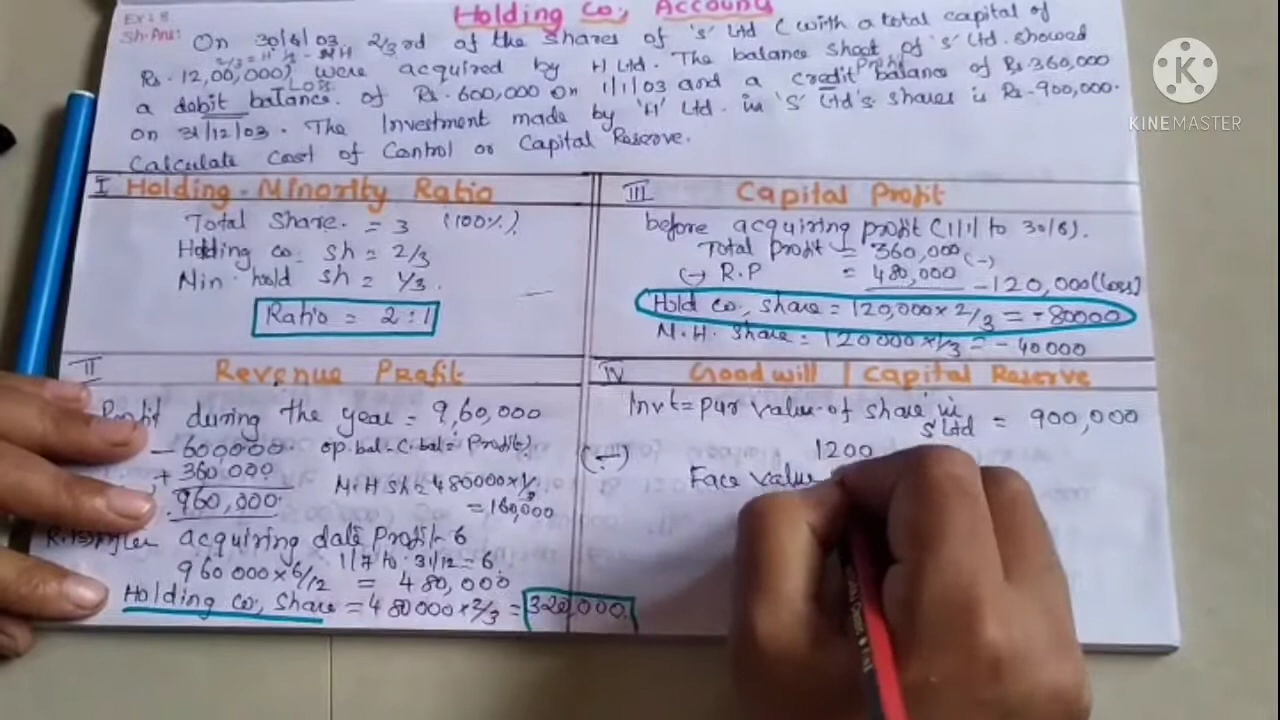 Holding Co, Account
Ex: 8
Sh. Ans:
On 30/6/03 2/3rd of the shares of 'S' Ltd (with a total capital of
Rs. 12,00,000) were acquired by H Ltd. The balance sheet of 'S' Ltd. showed
Loss
Profit
a debit balance. of Rs. 600,000 on 1/1/03 and a credit balance of Rs. 360000
on 31/12/03. The Investment made by 'H' Ltd. in 'S' Ltd's shares is Rs. 900,000.
Calculate Cost of Control or Capital Reserve.
I Holding - Minority Ratio
Total Share. = 3 (100%)
Holding co. sh = 2/3
Min. hold sh = 1/3.
Ratio = 2:1
III Capital Profit
before acquiring profit (1/1 to 30/6).
Total profit = 360,000 (-)
(-) R.P = 480,000 -120,000 (loss)
Hold Co, share = 120,000 x 2/3 = -80000
M.H. share = 120000 x 1/3 = -40000
II Revenue Profit
Profit during the year = 9,60,000
- 600000. op.bal - C.bal = Profit)
+ 360 000
960,000.
M.H Sh = 480000 x 1/3
= 160,000
acquiring date Profit - 6
1/7 to 31/12 = 6.
960 000 x 6/12 = 480,000
Holding co, Share = 480000 x 2/3 = 320,000.
IV Goodwill / Capital Reserve
Invt = Pur value of share in
S Ltd = 900,000
(-) 1200
Face value
KINEMASTER